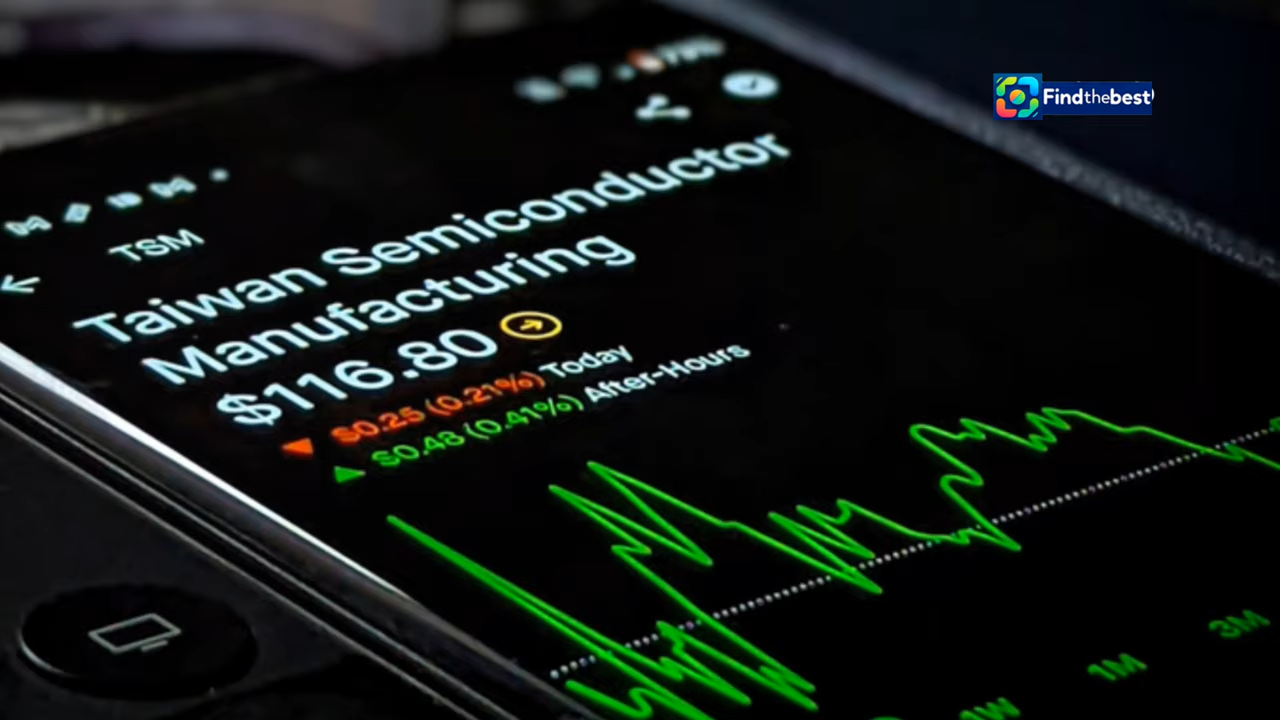 Findthebest
TSM
Taiwan Semiconductor
Manufacturing
$116.80
$0.25 (0.21%) Today
$0.48 (0.41%) After-Hours
1W
1M
3M